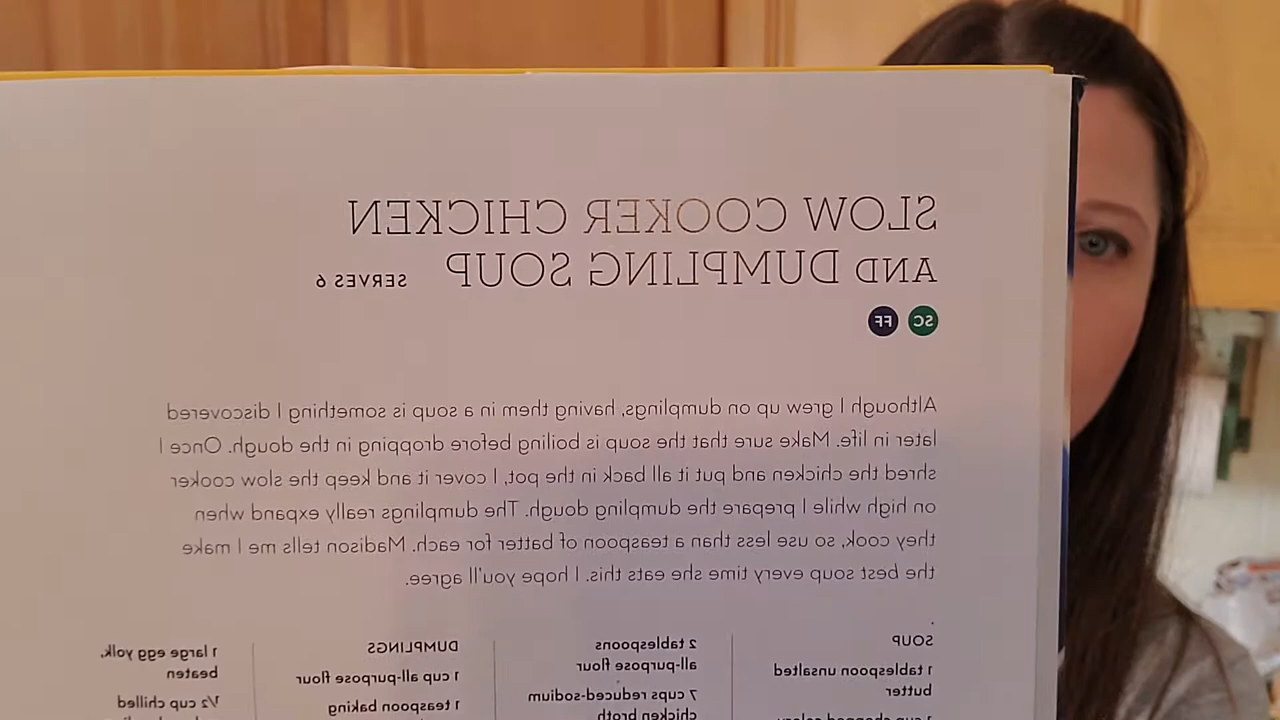 SLOW COOKER CHICKEN
AND DUMPLING SOUP SERVES 6
SC FF
Although I grew up on dumplings, having them in a soup is something I discovered
later in life. Make sure that the soup is boiling before dropping in the dough. Once I
shred the chicken and put it all back in the pot, I cover it and keep the slow cooker
on high while I prepare the dumpling dough. The dumplings really expand when
they cook, so use less than a teaspoon of batter for each. Madison tells me I make
the best soup every time she eats this. I hope you'll agree.
SOUP
1 tablespoon unsalted
butter
1 cup chopped celery
2 tablespoons
all-purpose flour
7 cups reduced-sodium
chicken broth
DUMPLINGS
1 cup all-purpose flour
1 teaspoon baking
1 large egg yolk,
beaten
½ cup chilled